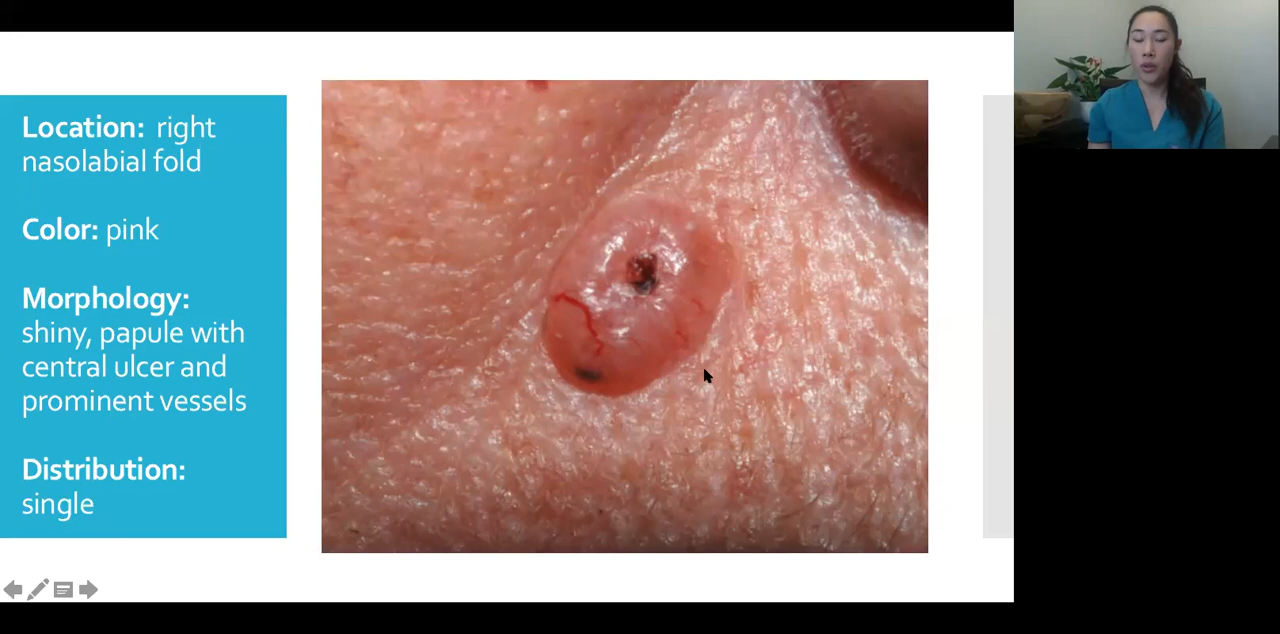 Location: right
nasolabial fold
Color: pink
Morphology:
shiny, papule with
central ulcer and
prominent vessels
Distribution:
single